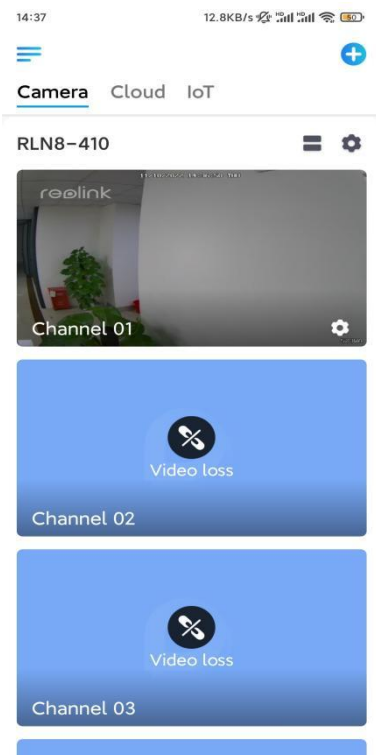 14:37 12.8KB/s 50
Camera Cloud IoT
RLN8-410
reolink
Channel 01
Video loss
Channel 02
Video loss
Channel 03